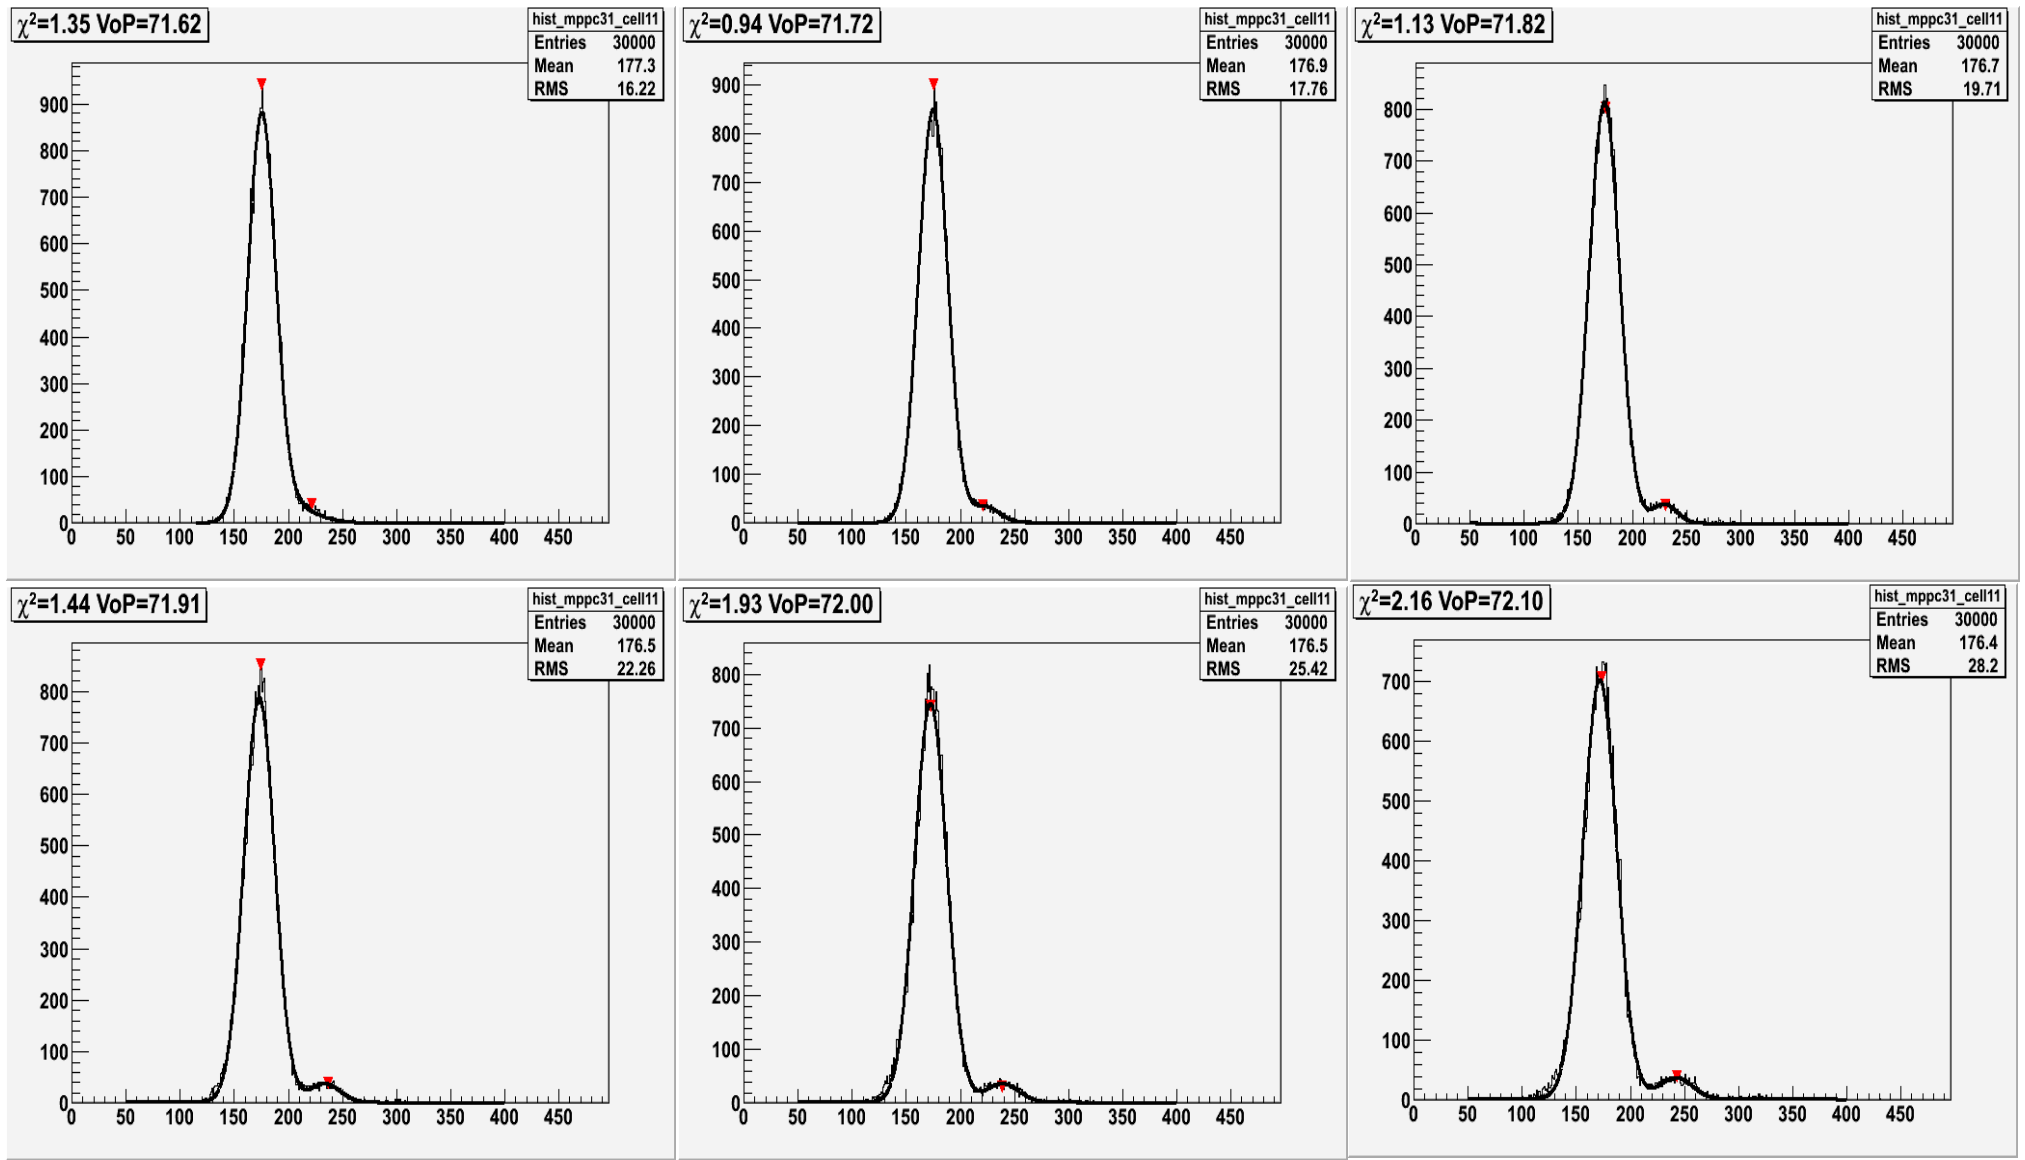 χ²=1.35 VoP=71.62
hist_mppc31_cell11
Entries 30000
Mean 177.3
RMS 16.22
900
800
700
600
500
400
300
200
100
0
0 50 100 150 200 250 300 350 400 450
χ²=0.94 VoP=71.72
hist_mppc31_cell11
Entries 30000
Mean 176.9
RMS 17.76
900
800
700
600
500
400
300
200
100
0
0 50 100 150 200 250 300 350 400 450
χ²=1.13 VoP=71.82
hist_mppc31_cell11
Entries 30000
Mean 176.7
RMS 19.71
800
700
600
500
400
300
200
100
0
0 50 100 150 200 250 300 350 400 450
χ²=1.44 VoP=71.91
hist_mppc31_cell11
Entries 30000
Mean 176.5
RMS 22.26
800
700
600
500
400
300
200
100
0
0 50 100 150 200 250 300 350 400 450
χ²=1.93 VoP=72.00
hist_mppc31_cell11
Entries 30000
Mean 176.5
RMS 25.42
800
700
600
500
400
300
200
100
0
0 50 100 150 200 250 300 350 400 450
χ²=2.16 VoP=72.10
hist_mppc31_cell11
Entries 30000
Mean 176.4
RMS 28.2
700
600
500
400
300
200
100
0
0 50 100 150 200 250 300 350 400 450